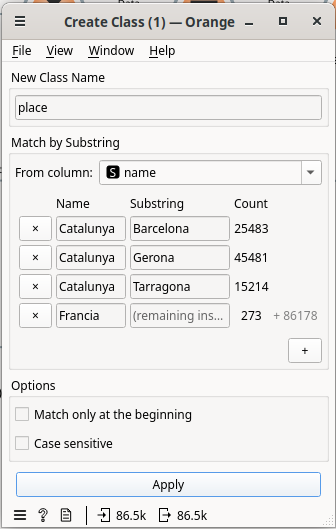 Create Class (1) — Orange
File View Window Help
New Class Name
place
Match by Substring
From column: S name
Name Substring Count
× Catalunya Barcelona 25483
× Catalunya Gerona 45481
× Catalunya Tarragona 15214
× Francia (remaining ins... 273 + 86178
+
Options
Match only at the beginning
Case sensitive
Apply
? 86.5k 86.5k